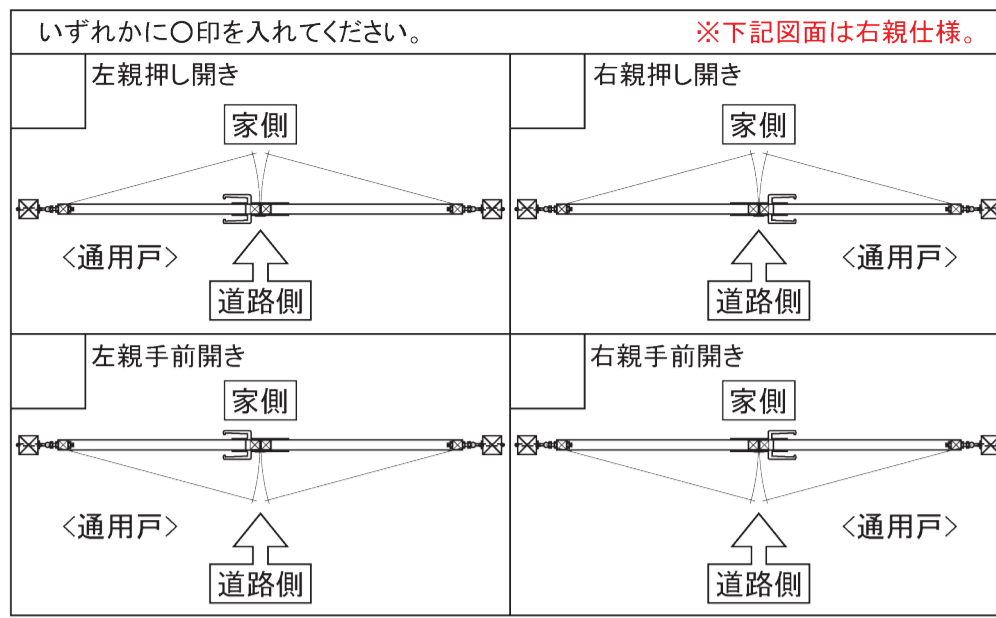 いずれかに○印を入れてください。 ※下記図面は右親仕様。
左親押し開き
家側
<通用戸>
道路側
右親押し開き
家側
<通用戸>
道路側
左親手前開き
家側
<通用戸>
道路側
右親手前開き
家側
<通用戸>
道路側